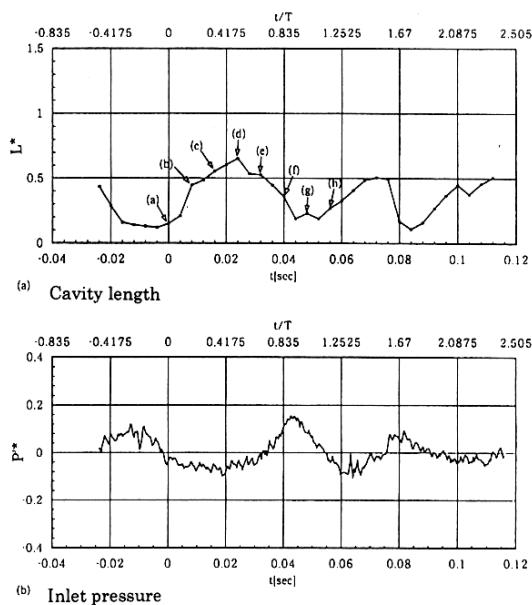 t/T
-0.835 -0.4175 0 0.4175 0.835 1.2525 1.67 2.0875 2.505
1.5
1
0.5
0
L*
(a)
(b)
(c)
(d)
(e)
(f)
(g)
(h)
-0.04 -0.02 0 0.02 0.04 0.06 0.08 0.1 0.12
t[sec]
(a) Cavity length
t/T
-0.835 -0.4175 0 0.4175 0.835 1.2525 1.67 2.0875 2.505
0.4
0.2
0
-0.2
-0.4
P'*
-0.04 -0.02 0 0.02 0.04 0.06 0.08 0.1 0.12
t[sec]
(b) Inlet pressure